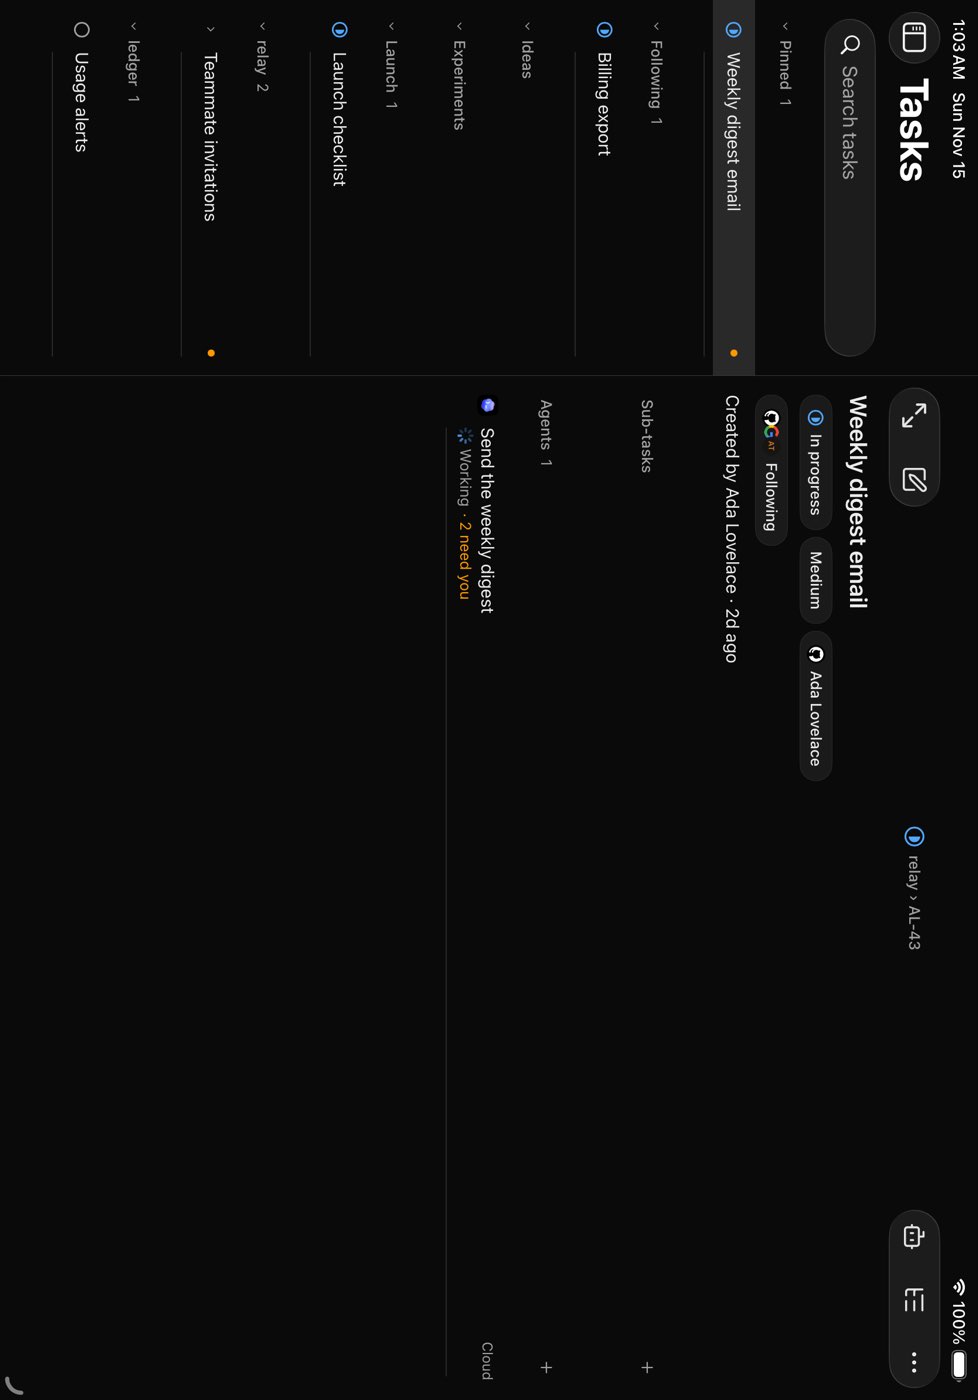 1:03 AM Sun Nov 15
100%
Tasks
Search tasks
Pinned 1
Weekly digest email
Following 1
Billing export
Ideas
Experiments
Launch 1
Launch checklist
relay 2
Teammate invitations
ledger 1
Usage alerts
relay › AL-43
Weekly digest email
In progress
Medium
Ada Lovelace
G AT Following
Created by Ada Lovelace · 2d ago
Sub-tasks
Agents 1
Send the weekly digest
Cloud
Working · 2 need you